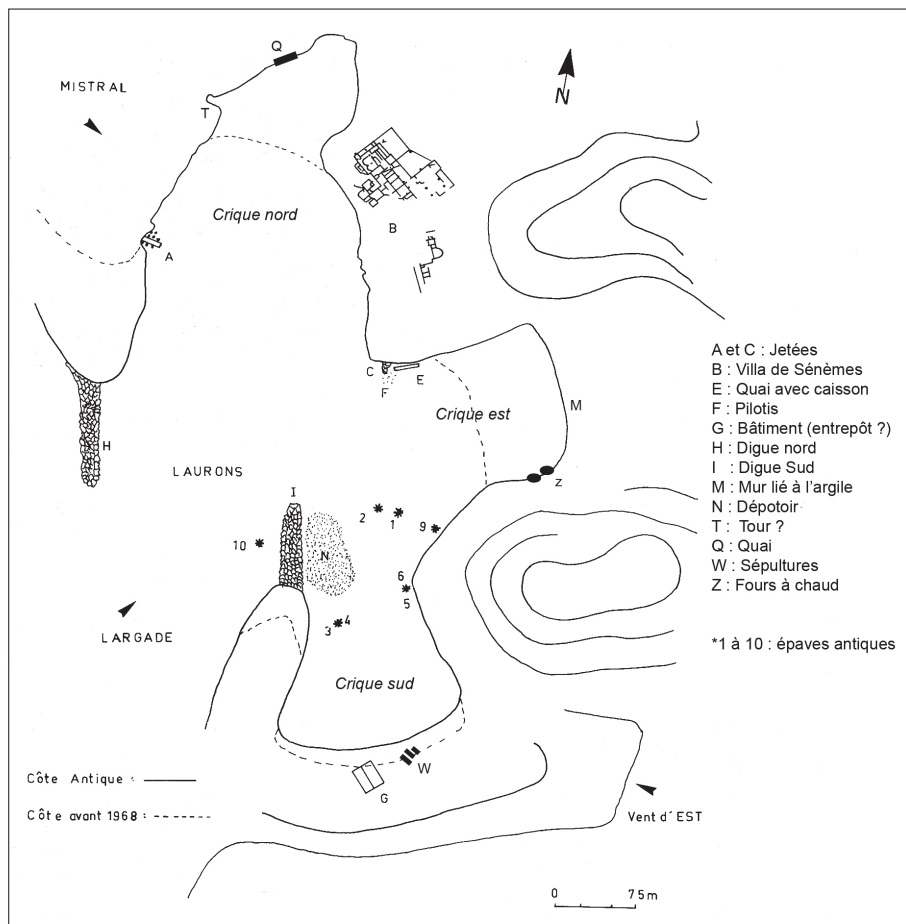 Q
N
MISTRAL
T
Crique nord
B
A
C
E
F
Crique est
M
H
Z
LAURONS
I
2
1
9
10
N
6
5
LARGADE
3
4
Crique sud
W
G
A et C : Jetées
B : Villa de Sénèmes
E : Quai avec caisson
F : Pilotis
G : Bâtiment (entrepôt ?)
H : Digue nord
I : Digue Sud
M : Mur lié à l'argile
N : Dépotoir
T : Tour ?
Q : Quai
W : Sépultures
Z : Fours à chaud
*1 à 10 : épaves antiques
Côte Antique :
Côte avant 1968 :
Vent d'EST
0 75m